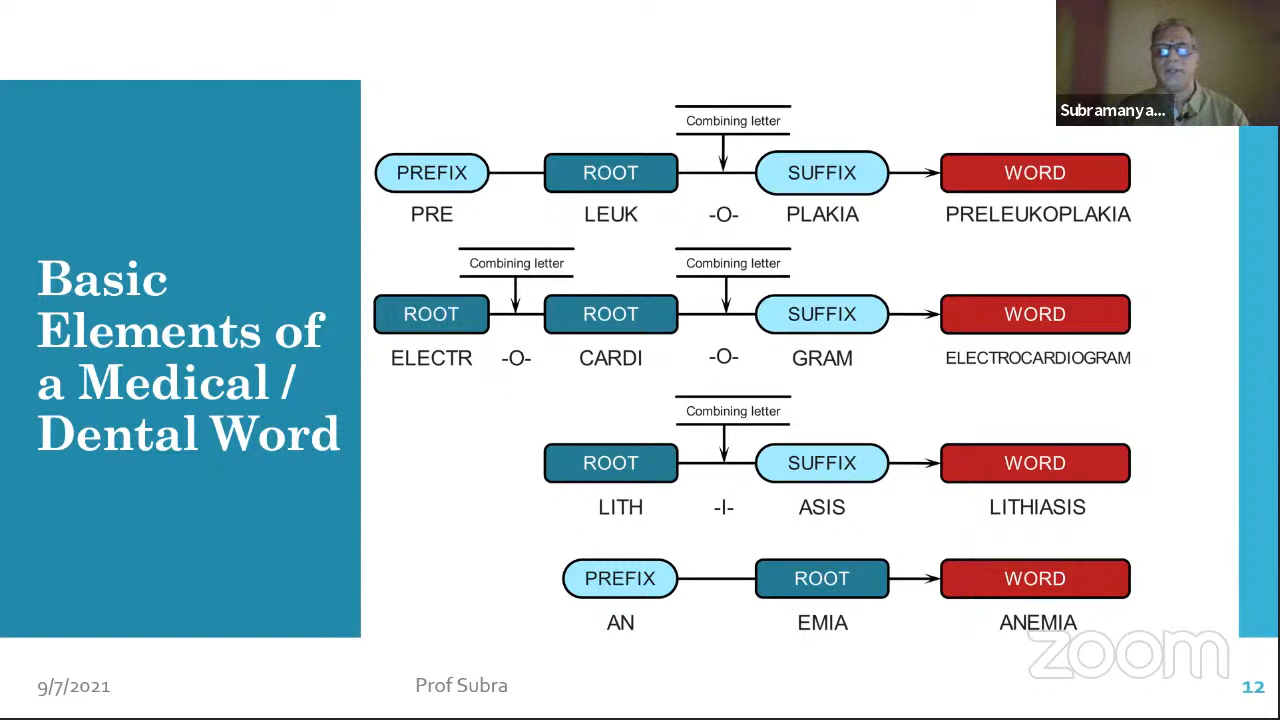 Subramanya...
Basic
Elements of
a Medical /
Dental Word
Combining letter
PREFIX ROOT SUFFIX WORD
PRE LEUK -O- PLAKIA PRELEUKOPLAKIA
Combining letter Combining letter
ROOT ROOT SUFFIX WORD
ELECTR -O- CARDI -O- GRAM ELECTROCARDIOGRAM
Combining letter
ROOT SUFFIX WORD
LITH -I- ASIS LITHIASIS
PREFIX ROOT WORD
AN EMIA ANEMIA
zoom
9/7/2021 Prof Subra 12